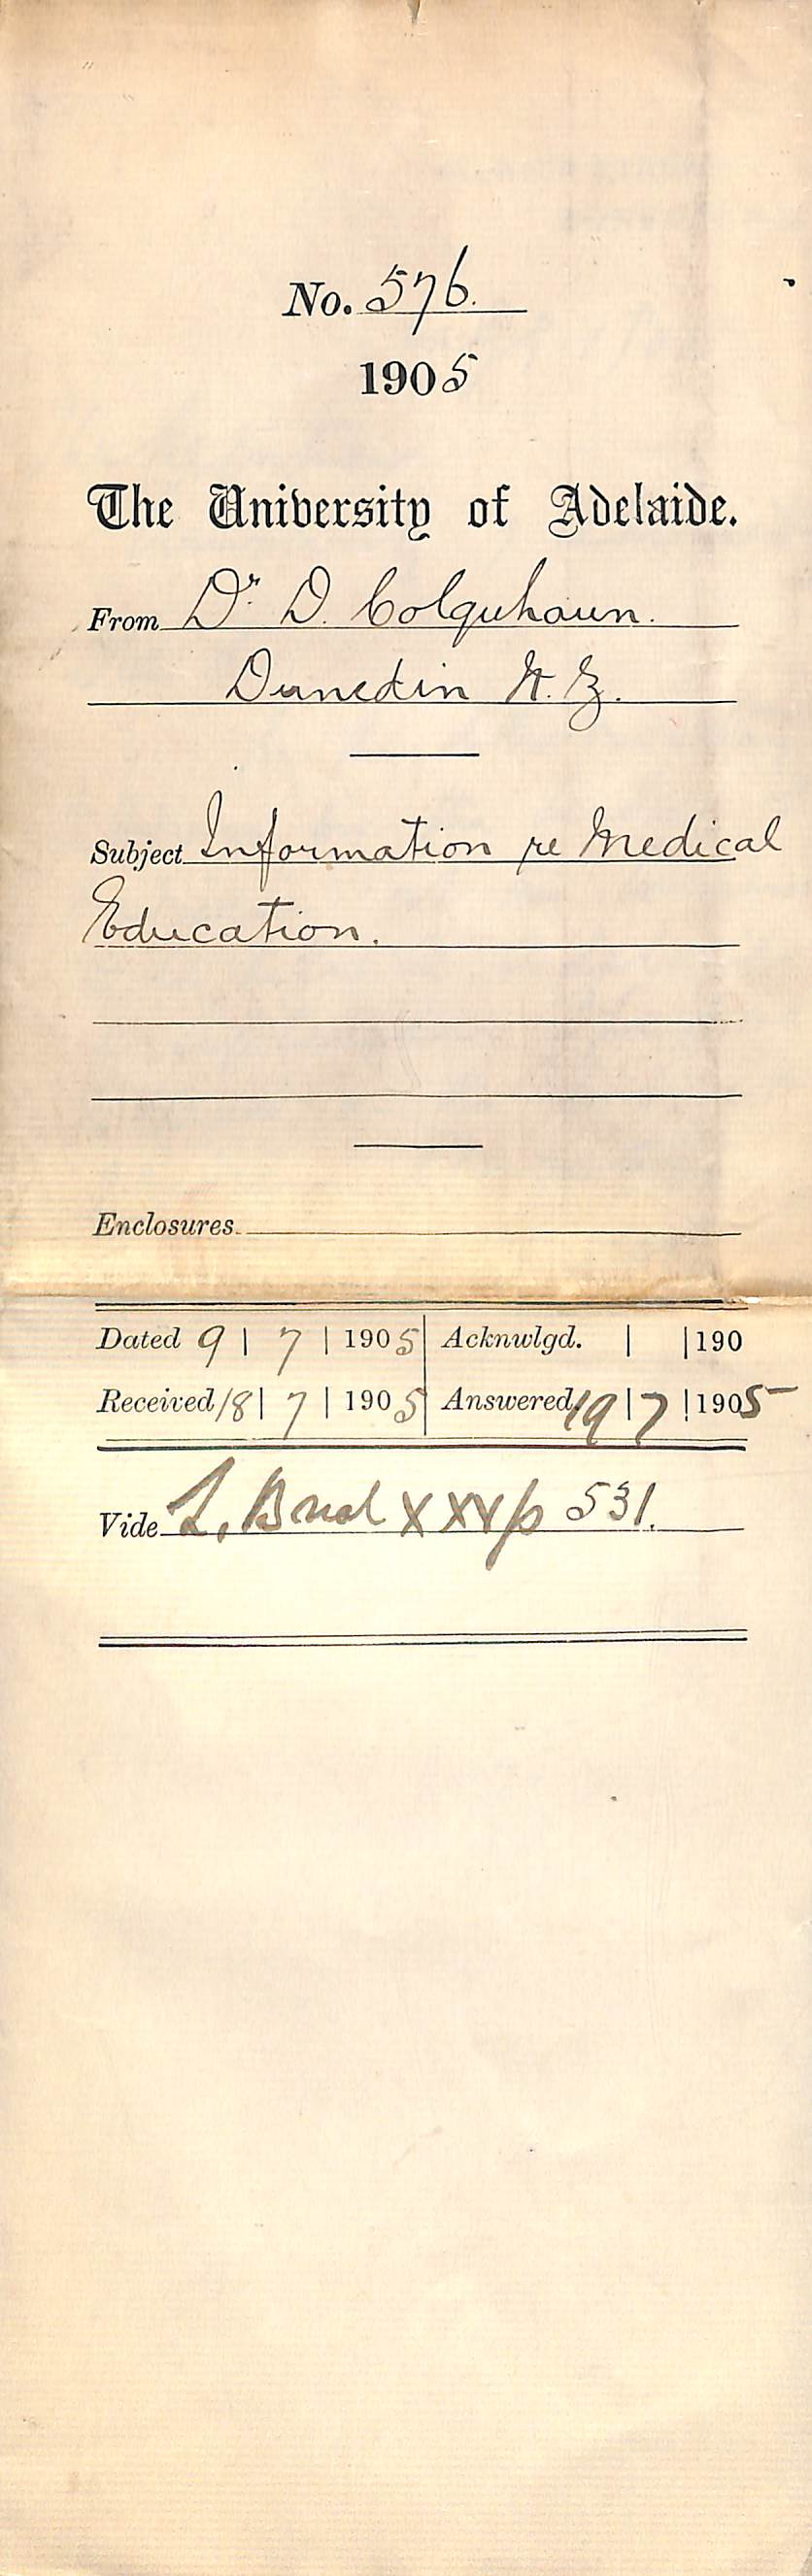 No. 576.
1905
The University of Adelaide.
From Dr. D. Colquhoun.
Dunedin N. Z.
Subject Information re Medical
Education.
Enclosures
Dated 9 | 7 | 1905 Acknwlgd. | | 190
Received 18 | 7 | 1905 Answered 19 | 7 | 1905
Vide L. B XXV p 531.